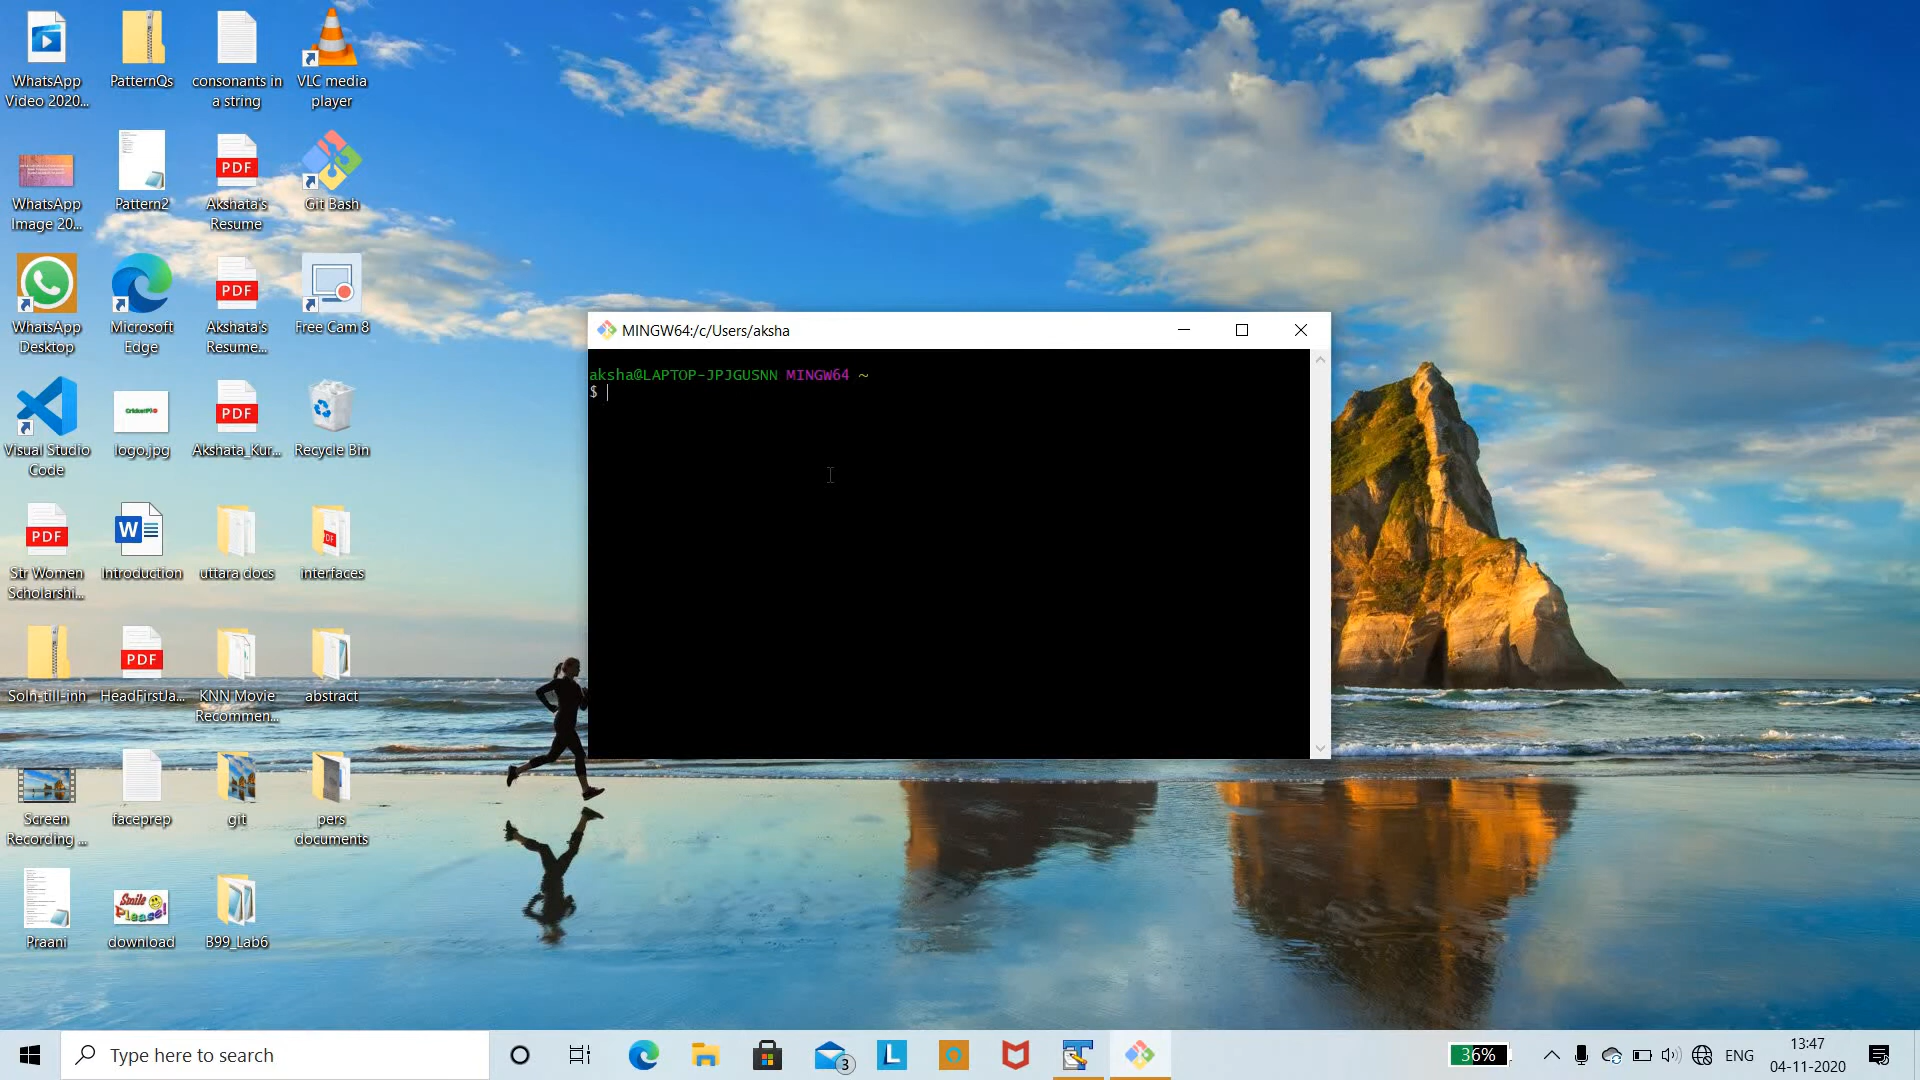 WhatsApp
Video 2020...
PatternQs
consonants in
a string
VLC media
player
WhatsApp
Image 20...
Pattern2
PDF
Akshata's
Resume
Git Bash
WhatsApp
Desktop
Microsoft
Edge
PDF
Akshata's
Resume...
Free Cam 8
Visual Studio
Code
logo.jpg
PDF
Akshata_Kur...
Recycle Bin
PDF
Str Women
Scholarshi...
W
Introduction
uttara docs
PDF
interfaces
Soln-till-inh
PDF
HeadFirstJa...
KNN Movie
Recommen...
abstract
Screen
Recording ...
faceprep
git
pers
documents
Praani
Smile
Please!
download
B99_Lab6
MINGW64:/c/Users/aksha
aksha@LAPTOP-JPJGUSNN MINGW64 ~
$
Type here to search
3
L
36%
ENG
13:47
04-11-2020